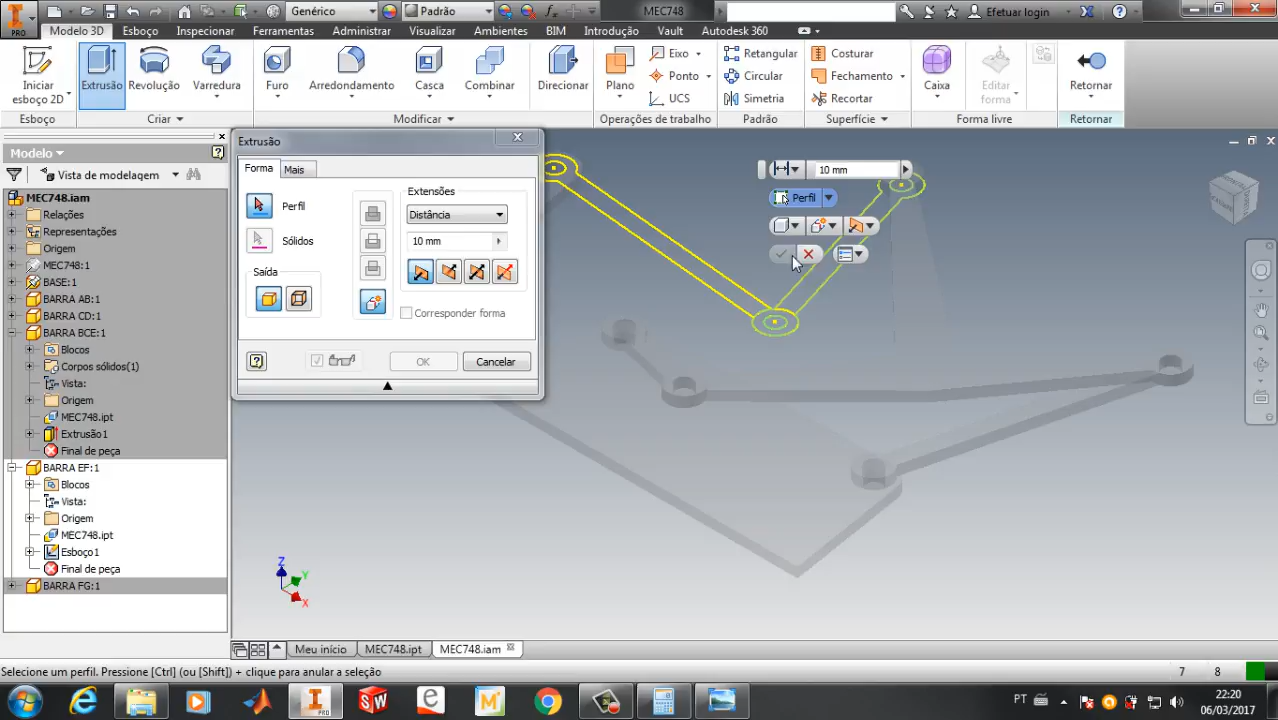 Genérico
Padrão
MEC748
Efetuar login
PRO
Modelo 3D
Esboço
Inspecionar
Ferramentas
Administrar
Visualizar
Ambientes
BIM
Introdução
Vault
Autodesk 360
Iniciar
esboço 2D
Extrusão
Revolução
Varredura
Furo
Arredondamento
Casca
Combinar
Direcionar
Plano
Eixo
Ponto
UCS
Retangular
Circular
Simetria
Costurar
Fechamento
Recortar
Caixa
Editar
forma
Retornar
Esboço
Criar
Modificar
Operações de trabalho
Padrão
Superfície
Forma livre
Retornar
Modelo
Vista de modelagem
MEC748.iam
Relações
Representações
Origem
MEC748:1
BASE:1
BARRA AB:1
BARRA CD:1
BARRA BCE:1
Blocos
Corpos sólidos(1)
Vista:
Origem
MEC748.ipt
Extrusão1
Final de peça
BARRA EF:1
Blocos
Vista:
Origem
MEC748.ipt
Esboço1
Final de peça
BARRA FG:1
Extrusão
Forma
Mais
Perfil
Sólidos
Saída
Extensões
Distância
10 mm
Corresponder forma
OK
Cancelar
10 mm
Perfil
Z
Y
X
Meu início
MEC748.ipt
MEC748.iam
Selecione um perfil. Pressione [Ctrl] (ou [Shift]) + clique para anular a seleção
7
8
PT
22:20
06/03/2017